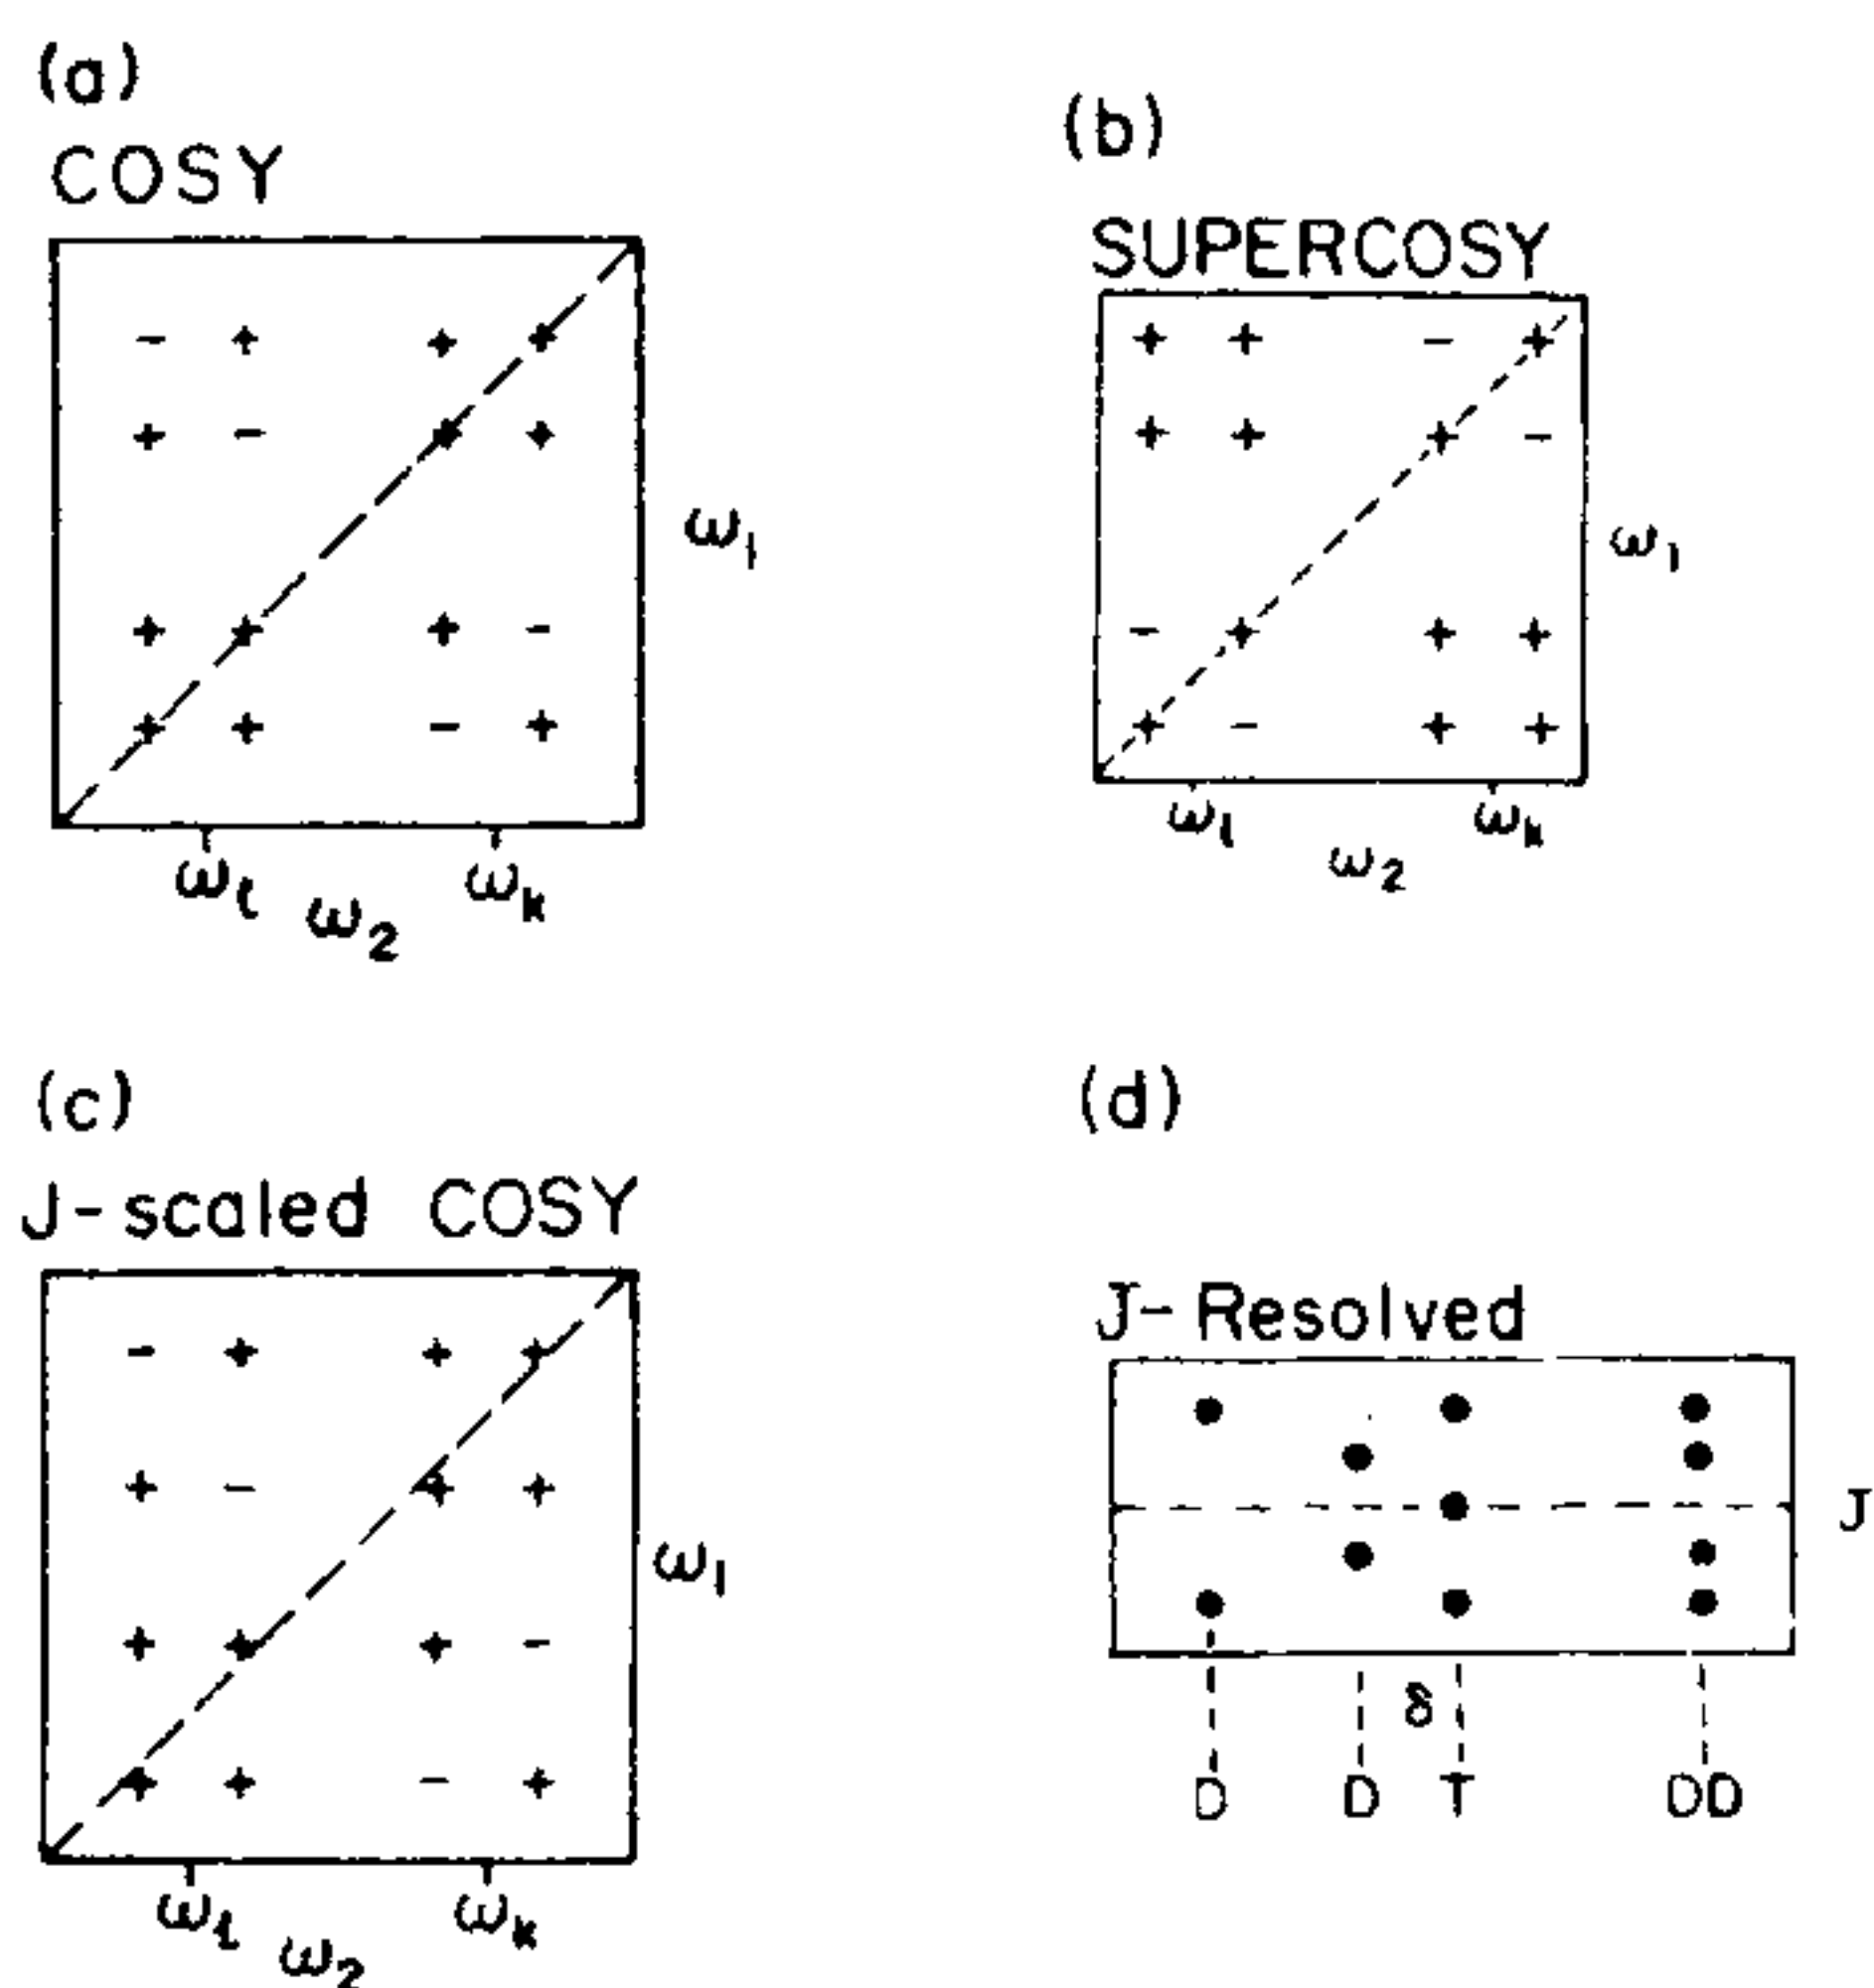 (a)
COSY
- + + +
+ - + +
ω₁
+ + + -
+ + - +
ωₗ ωₖ
ω₂
(b)
SUPERCOSY
+ + - +
+ + + -
ω₁
- + + +
+ - + +
ωₗ ωₖ
ω₂
(c)
J-scaled COSY
- + + +
+ - + +
ω₁
+ + + -
+ + - +
ωₗ ωₖ
ω₂
(d)
J-Resolved
J
δ
D D T DD